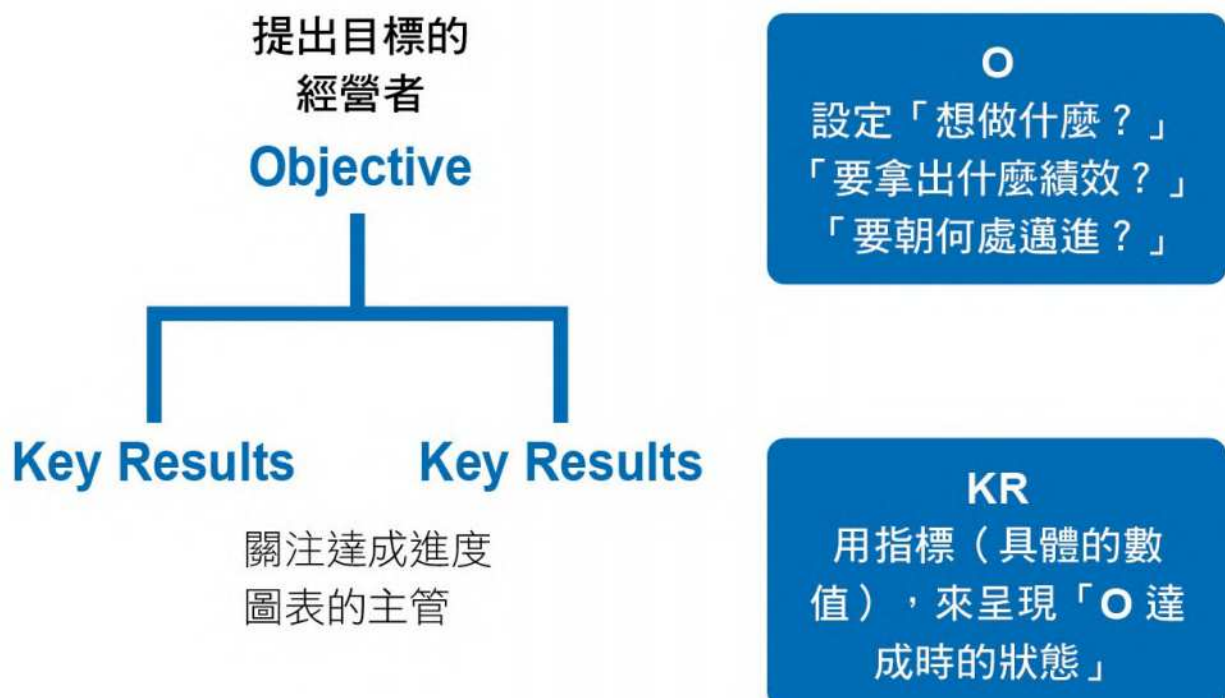 提出目標的
經營者
Objective
Key Results
Key Results
關注達成進度
圖表的主管
O
設定「想做什麼？」
「要拿出什麼績效？」
「要朝何處邁進？」
KR
用指標（具體的數
值），來呈現「O 達
成時的狀態」